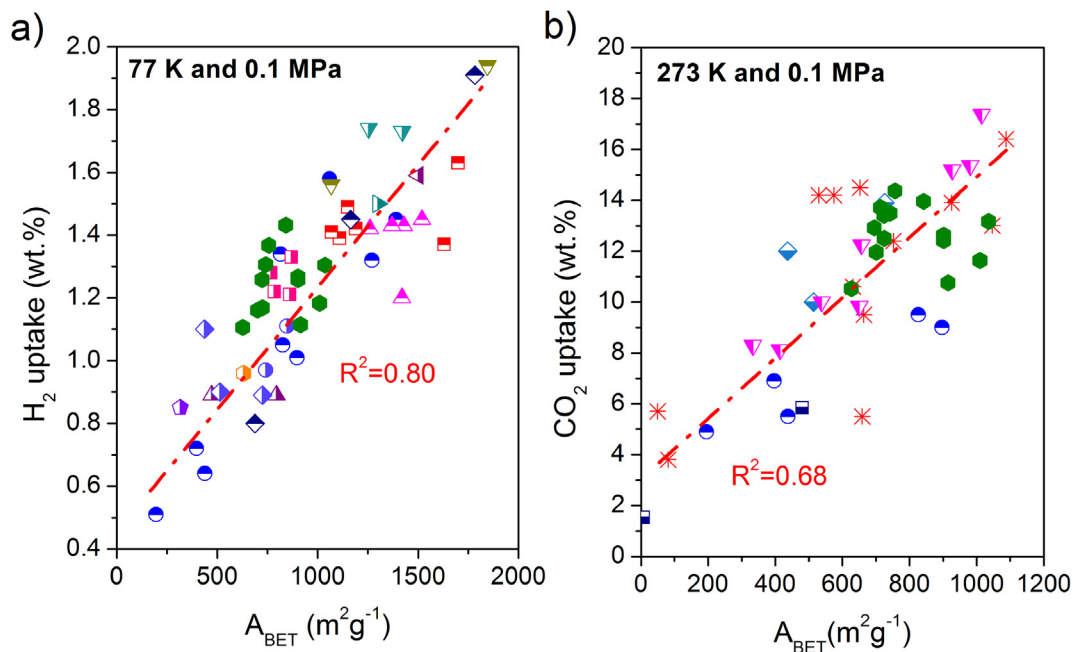 a)
77 K and 0.1 MPa
H₂ uptake (wt.%)
2.0
1.8
1.6
1.4
1.2
1.0
0.8
0.6
0.4
R²=0.80
0 500 1000 1500 2000
A_BET (m²g⁻¹)
b)
273 K and 0.1 MPa
CO₂ uptake (wt.%)
20
18
16
14
12
10
8
6
4
2
0
R²=0.68
0 200 400 600 800 1000 1200
A_BET(m²g⁻¹)